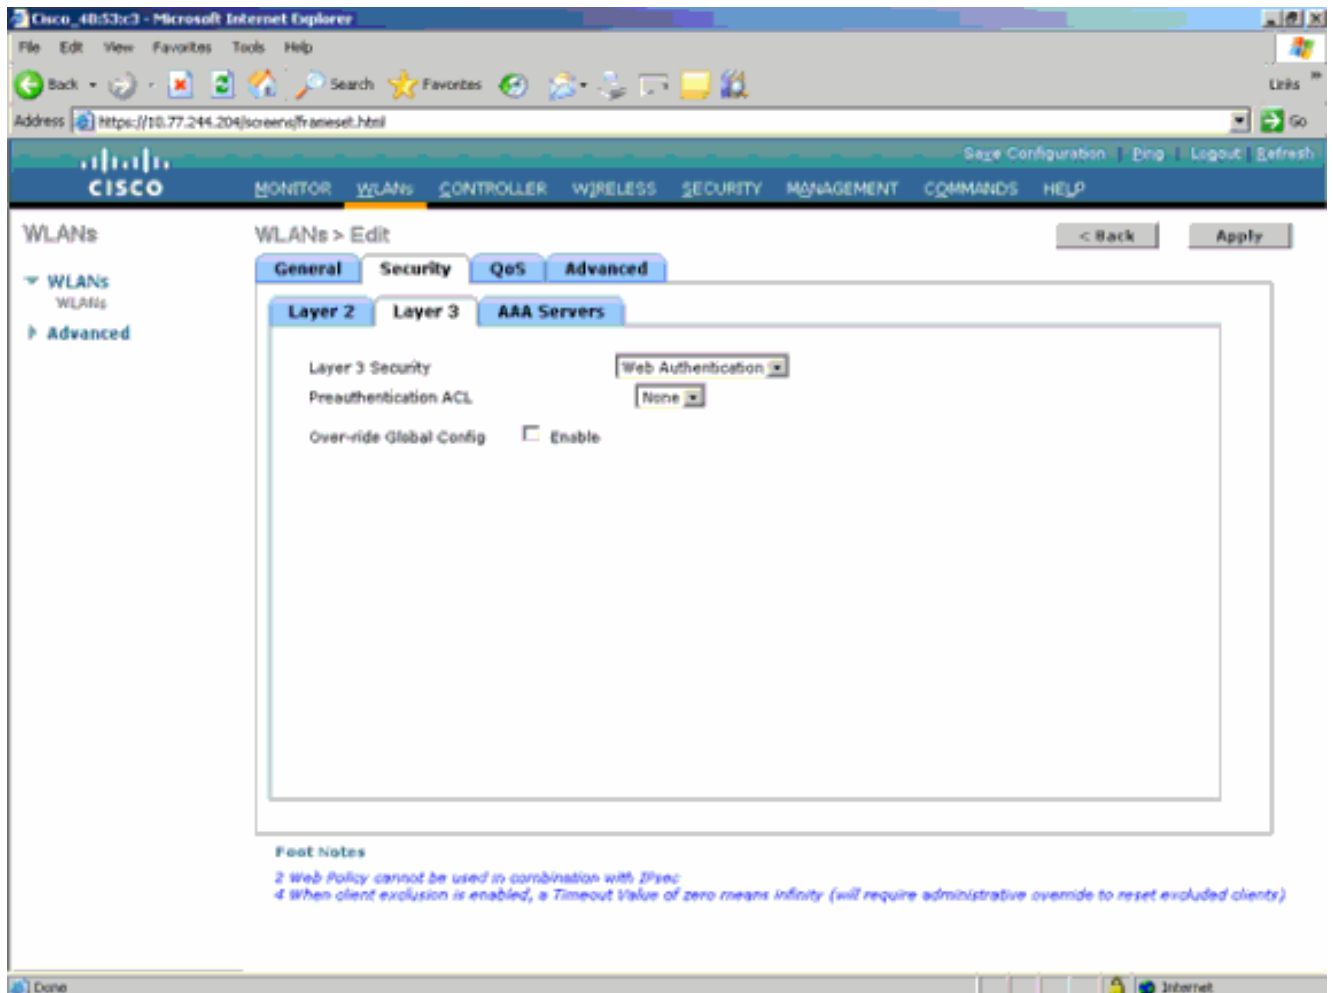 Cisco_40:53:c3 - Microsoft Internet Explorer
File Edit View Favorites Tools Help
Back Search Favorites Links »
Address https://10.77.244.204/screens/frameset.html Go
Save Configuration | Ping | Logout | Refresh
CISCO MONITOR WLANs CONTROLLER WIRELESS SECURITY MANAGEMENT COMMANDS HELP
WLANs
WLANs
WLANs
Advanced
WLANs > Edit
< Back Apply
General Security QoS Advanced
Layer 2 Layer 3 AAA Servers
Layer 3 Security Web Authentication
Preauthentication ACL None
Over-ride Global Config Enable
Foot Notes
2 Web Policy cannot be used in combination with IPsec
4 When client exclusion is enabled, a Timeout Value of zero means infinity (will require administrative override to reset excluded clients)
Done Internet